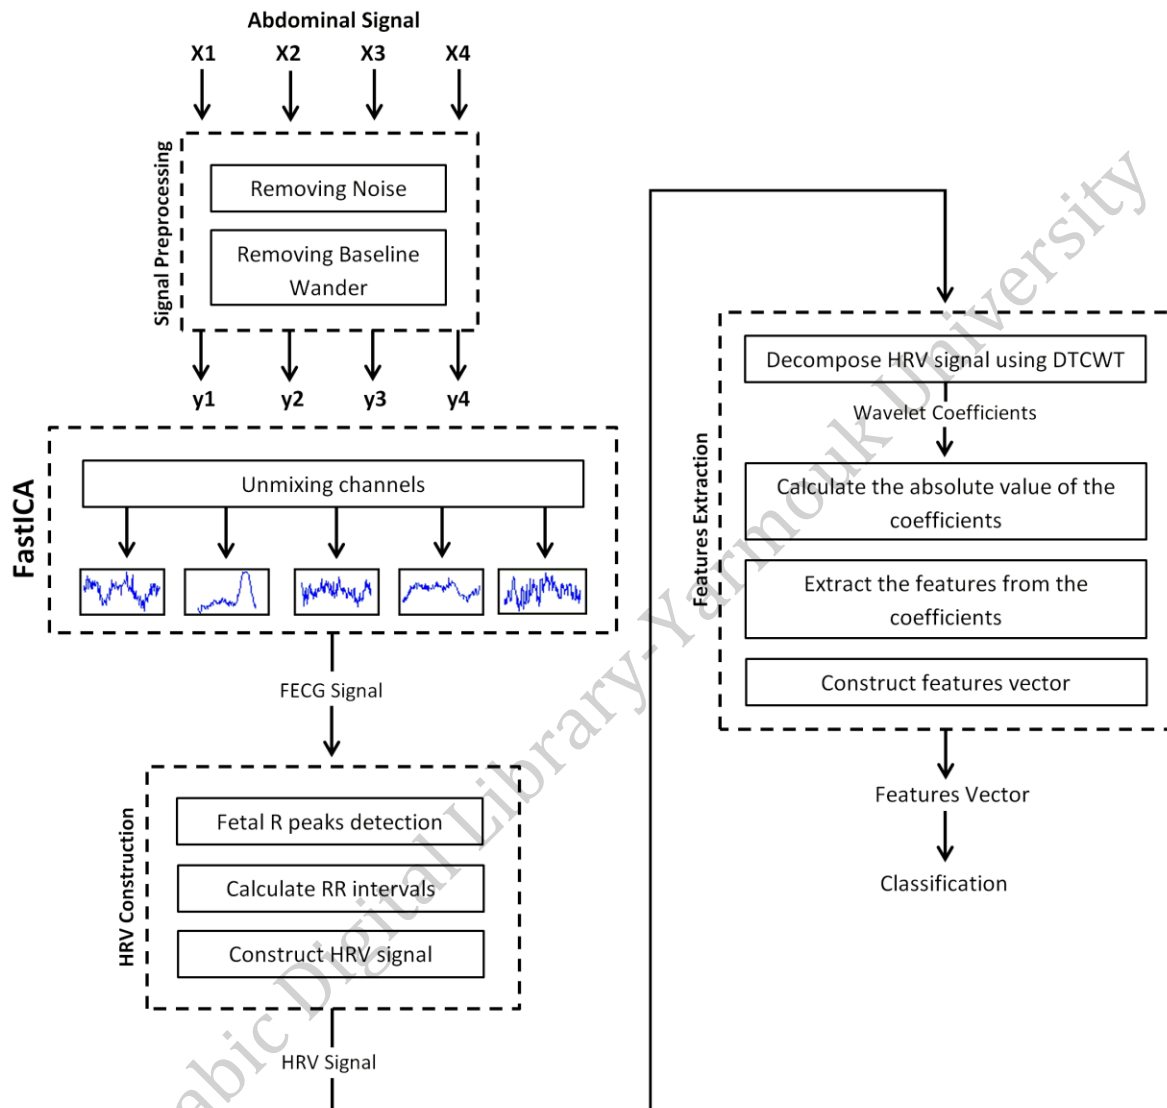 Abdominal Signal
X1 X2 X3 X4
Signal Preprocessing
Removing Noise
Removing Baseline
Wander
y1 y2 y3 y4
FastICA
Unmixing channels
FECG Signal
HRV Construction
Fetal R peaks detection
Calculate RR intervals
Construct HRV signal
HRV Signal
Features Extraction
Decompose HRV signal using DTCWT
Wavelet Coefficients
Calculate the absolute value of the
coefficients
Extract the features from the
coefficients
Construct features vector
Features Vector
Classification
abic Digital Library-Yarmouk University